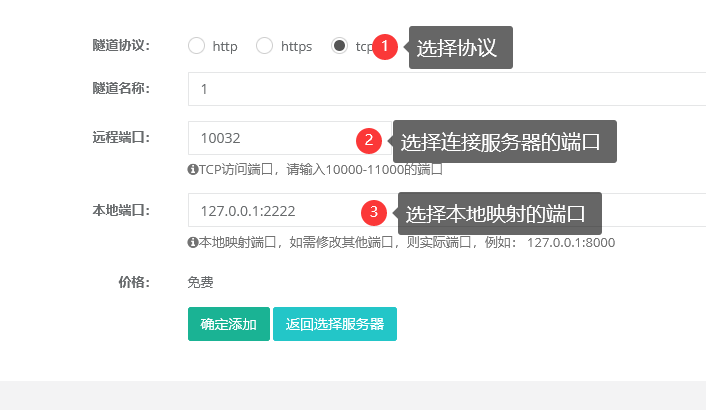 隧道协议： http https tcp 1 选择协议
隧道名称： 1
远程端口： 10032 2 选择连接服务器的端口
TCP访问端口，请输入10000-11000的端口
本地端口： 127.0.0.1:2222 3 选择本地映射的端口
本地映射端口，如需修改其他端口，则实际端口，例如： 127.0.0.1:8000
价格： 免费
确定添加 返回选择服务器